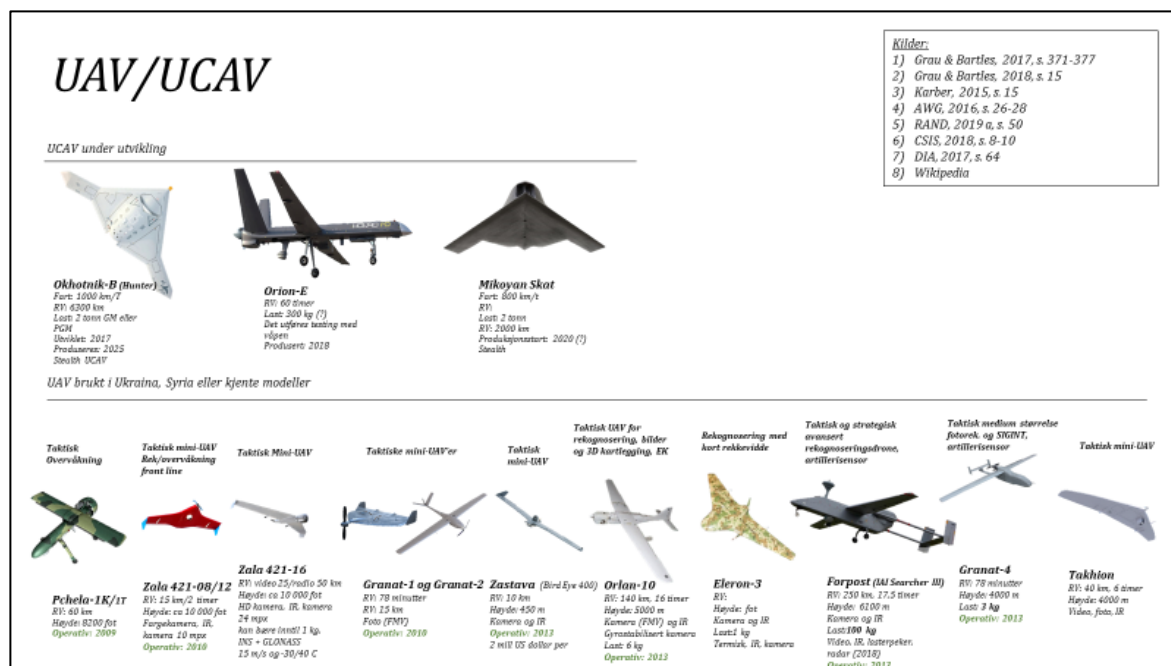 UAV/UCAV
Kilder:
1) Grau & Bartles, 2017, s. 371-377
2) Grau & Bartles, 2018, s. 15
3) Karber, 2015, s. 15
4) AWG, 2016, s. 26-28
5) RAND, 2019 a, s. 50
6) CSIS, 2018, s. 8-10
7) DIA, 2017, s. 64
8) Wikipedia
UCAV under utvikling
Okhotnik-B (Hunter)
Fart: 1000 km/T
RV: 6300 km
Last: 2 tonn GM eller
PGM
Utviklet: 2017
Produseres: 2025
Stealth UCAV
Orion-E
RV: 60 timer
Last: 300 kg (?)
Det utføres testing med
våpen
Produsert: 2018
Mikoyan Skat
Fart: 800 km/t
RV:
Last: 2 tonn
RV: 2000 km
Produksjonsstart: 2020 (?)
Stealth
UAV brukt i Ukraina, Syria eller kjente modeller
Taktisk
Overvåkning
Pchela-1K/1T
RV: 60 km
Høyde: 8200 fot
Operativ: 2009
Taktisk mini-UAV
Rek/overvåkning
front line
Zala 421-08/12
RV: 15 km/2 timer
Høyde: ca 10 000 fot
Fargekamera, IR,
kamera 10 mpx
Operativ: 2010
Taktisk Mini-UAV
Zala 421-16
RV: video 25/radio 50 km
Høyde: ca 10 000 fot
HD kamera, IR, kamera
24 mpx
kan bære inntil 1 kg.
INS + GLONASS
15 m/s og -30/40 C
Taktiske mini-UAV'er
Granat-1 og Granat-2
RV: 78 minutter
RV: 15 km
Foto (FMV)
Operativ: 2010
Taktisk
mini-UAV
Zastava (Bird Eye 400)
RV: 10 km
Høyde: 450 m
Kamera og IR
Operativ: 2013
2 mill US dollar per
Taktisk UAV for
rekognosering, bilder
og 3D kartlegging, EK
Orlan-10
RV: 140 km, 16 timer
Høyde: 5000 m
Kamera (FMV) og IR
Gyrostabilisert kamera
Last: 6 kg
Operativ: 2013
Rekognosering med
kort rekkevidde
Eleron-3
RV:
Høyde: fot
Kamera og IR
Last:1 kg
Termisk, IR, kamera
Taktisk og strategisk
avansert
rekognoseringsdrone,
artillerisensor
Forpost (IAI Searcher III)
RV: 250 km, 17.5 timer
Høyde: 6100 m
Kamera og IR
Last:100 kg
Video, IR, lasterpeker,
radar (2018)
Operativ: 2013
Taktisk medium størrelse
fotorek. og SIGINT,
artillerisensor
Granat-4
RV: 78 minutter
Høyde: 4000 m
Last: 3 kg
Operativ: 2013
Taktisk mini-UAV
Takhion
RV: 40 km, 6 timer
Høyde: 4000 m
Video, foto, IR